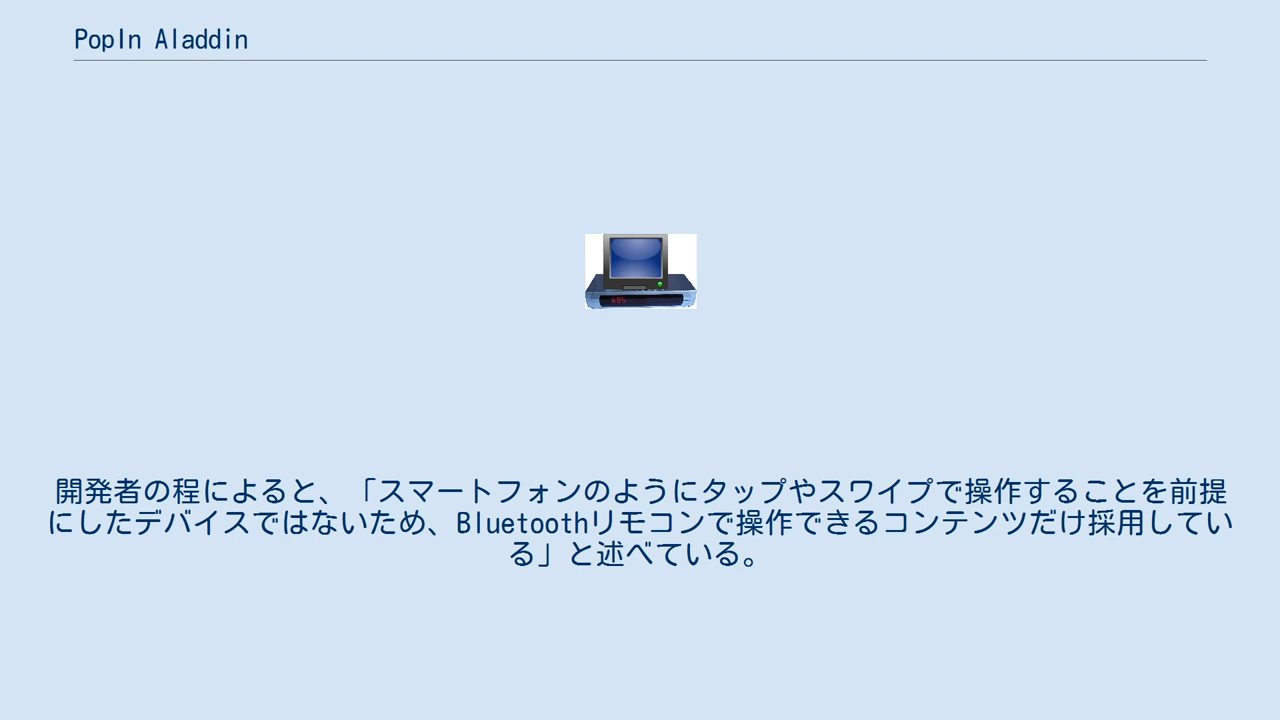 PopIn Aladdin
685
開発者の程によると、「スマートフォンのようにタップやスワイプで操作することを前提
にしたデバイスではないため、Bluetoothリモコンで操作できるコンテンツだけ採用してい
る」と述べている。